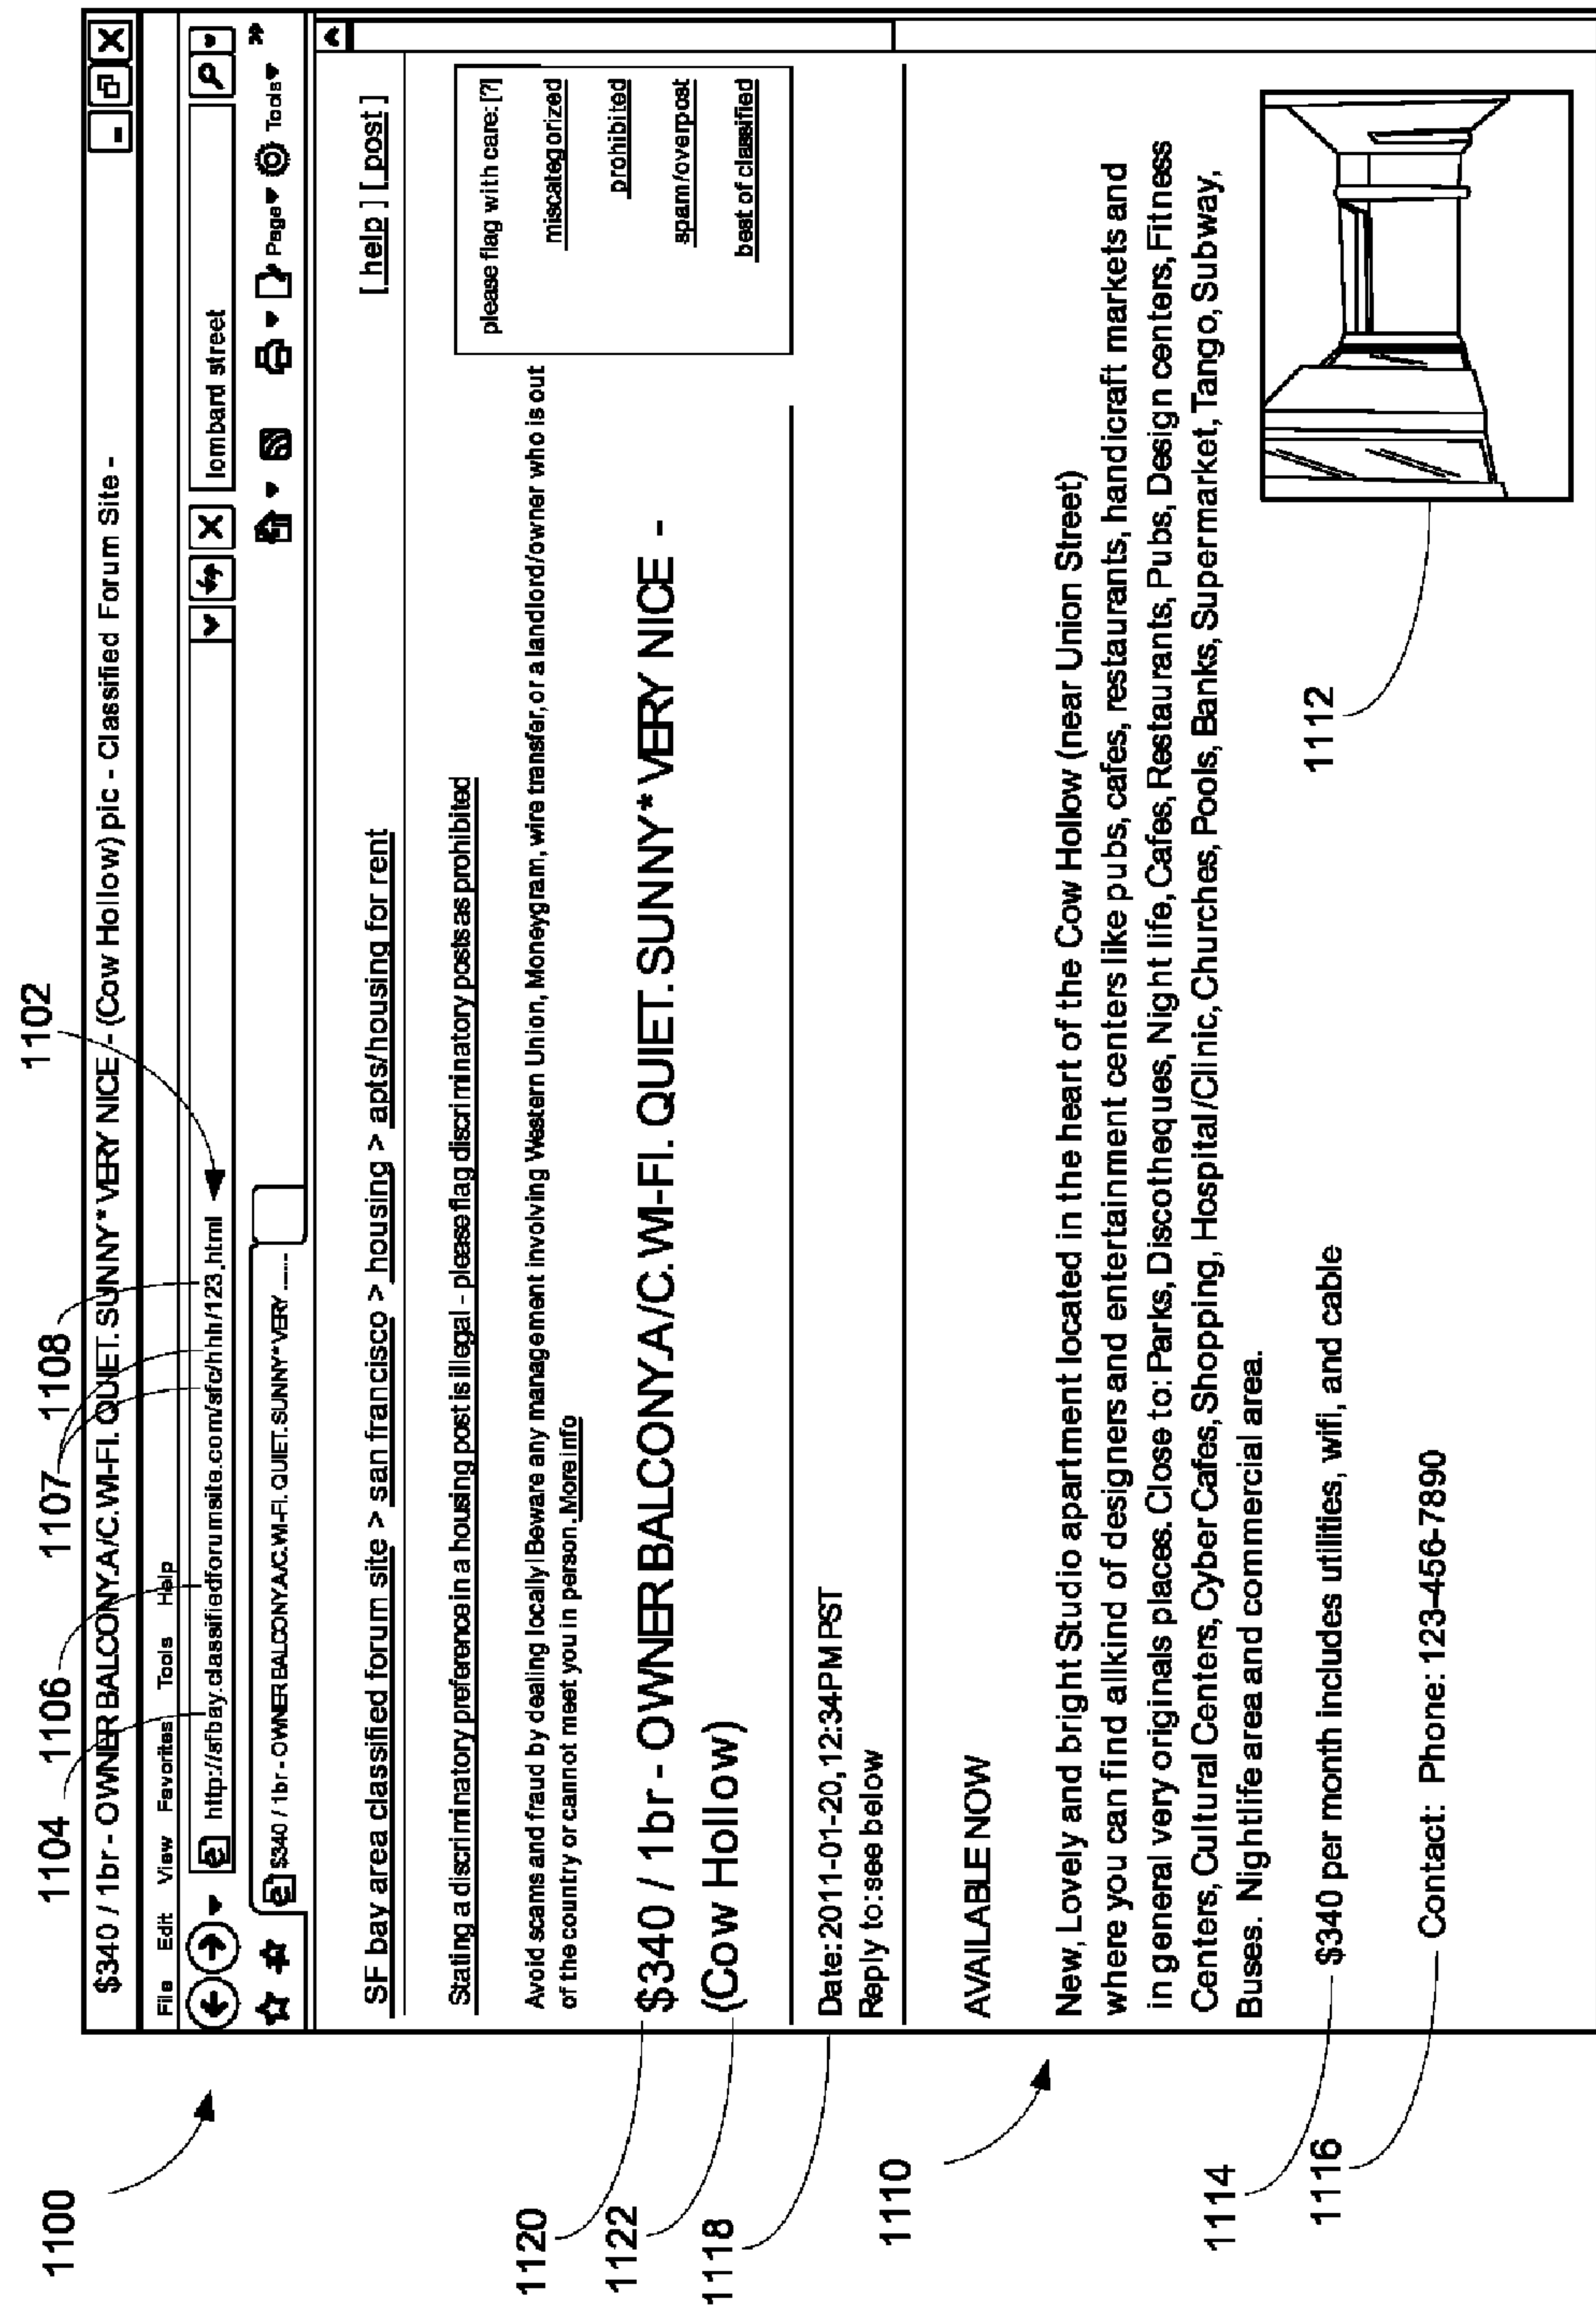 1100
1102
1104
1106
1107
1108
$340 / 1br - OWNER BALCONY.A/C.WI-FI. QUIET. SUNNY* VERY NICE - (Cow Hollow) pic - Classified Forum Site -
File Edit View Favorites Tools Help
http://sfbay.classifiedforumsite.com/sfc/hhh/123.html
lombard street
$340 / 1br - OWNER BALCONY.A/C.WI-FI. QUIET. SUNNY*VERY ......
Page Tools »
SF bay area classified forum site > san francisco > housing > apts/housing for rent
[ help ] [ post ]
Sating a discriminatory preference in a housing post is illegal - please flag discriminatory posts as prohibited
please flag with care: [?]
miscategorized
prohibited
spam/overpost
best of classified
Avoid scams and fraud by dealing locally! Beware any management involving Western Union, Moneygram, wire transfer, or a landlord/owner who is out
of the country or cannot meet you in person. More info
1120
$340 / 1br - OWNER BALCONY.A/C.WI-FI. QUIET. SUNNY* VERY NICE -
1122
(Cow Hollow)
1118
Date: 2011-01-20, 12:34PM PST
Reply to: see below
1110
AVAILABLE NOW
New, Lovely and bright Studio apartment located in the heart of the Cow Hollow (near Union Street)
where you can find allkind of designers and entertainment centers like pubs, cafes, restaurants, handicraft markets and
in general very originals places. Close to: Parks, Discotheques, Night life, Cafes, Restaurants, Pubs, Design centers, Fitness
Centers, Cultural Centers, Cyber Cafes, Shopping, Hospital/Clinic, Churches, Pools, Banks, Supermarket, Tango, Subway,
Buses. Nightlife area and commercial area.
1112
1114
$340 per month includes utilities, wifi, and cable
1116
Contact: Phone: 123-456-7890